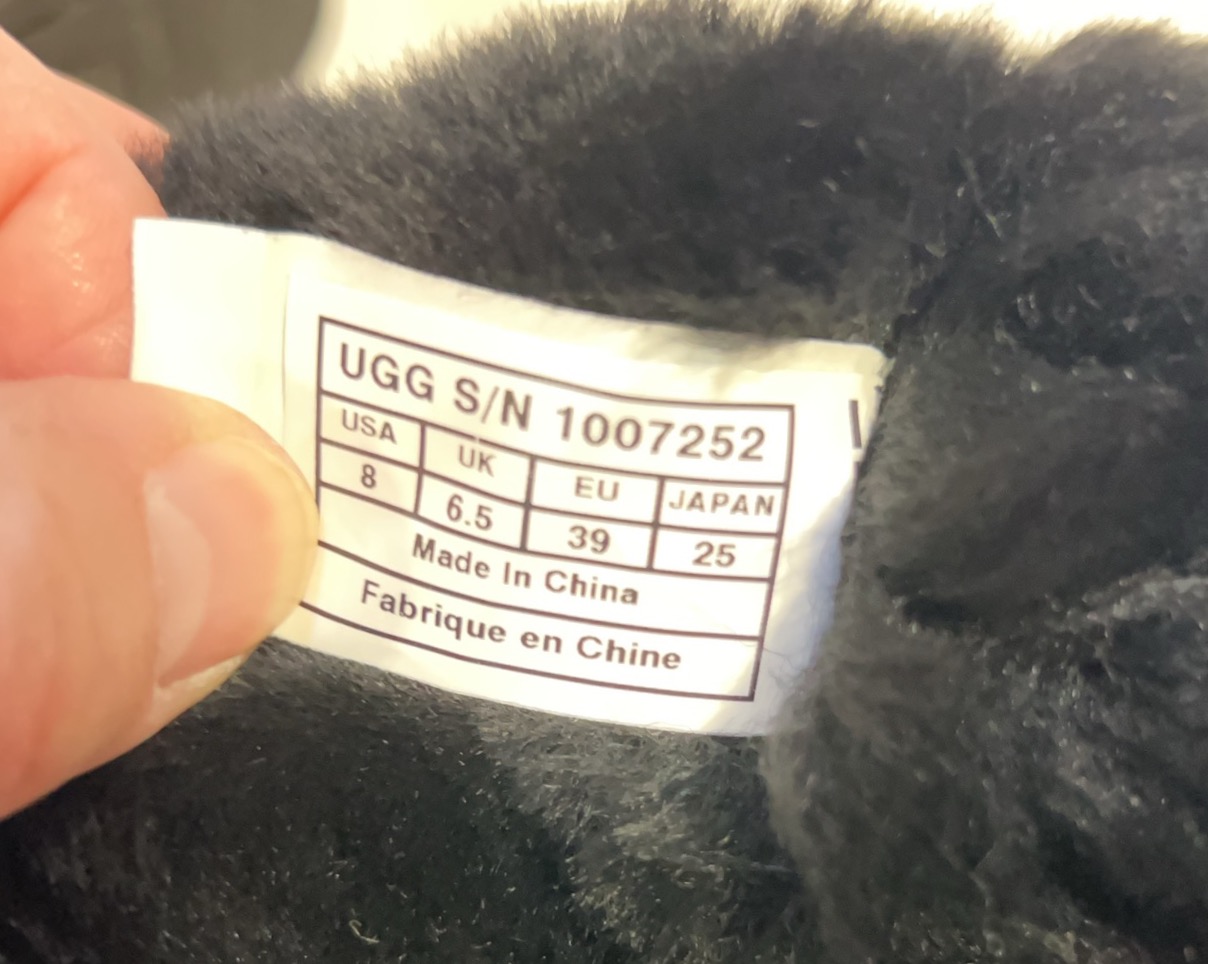 UGG S/N 1007252
USA UK EU JAPAN
8 6.5 39 25
Made In China
Fabrique en Chine